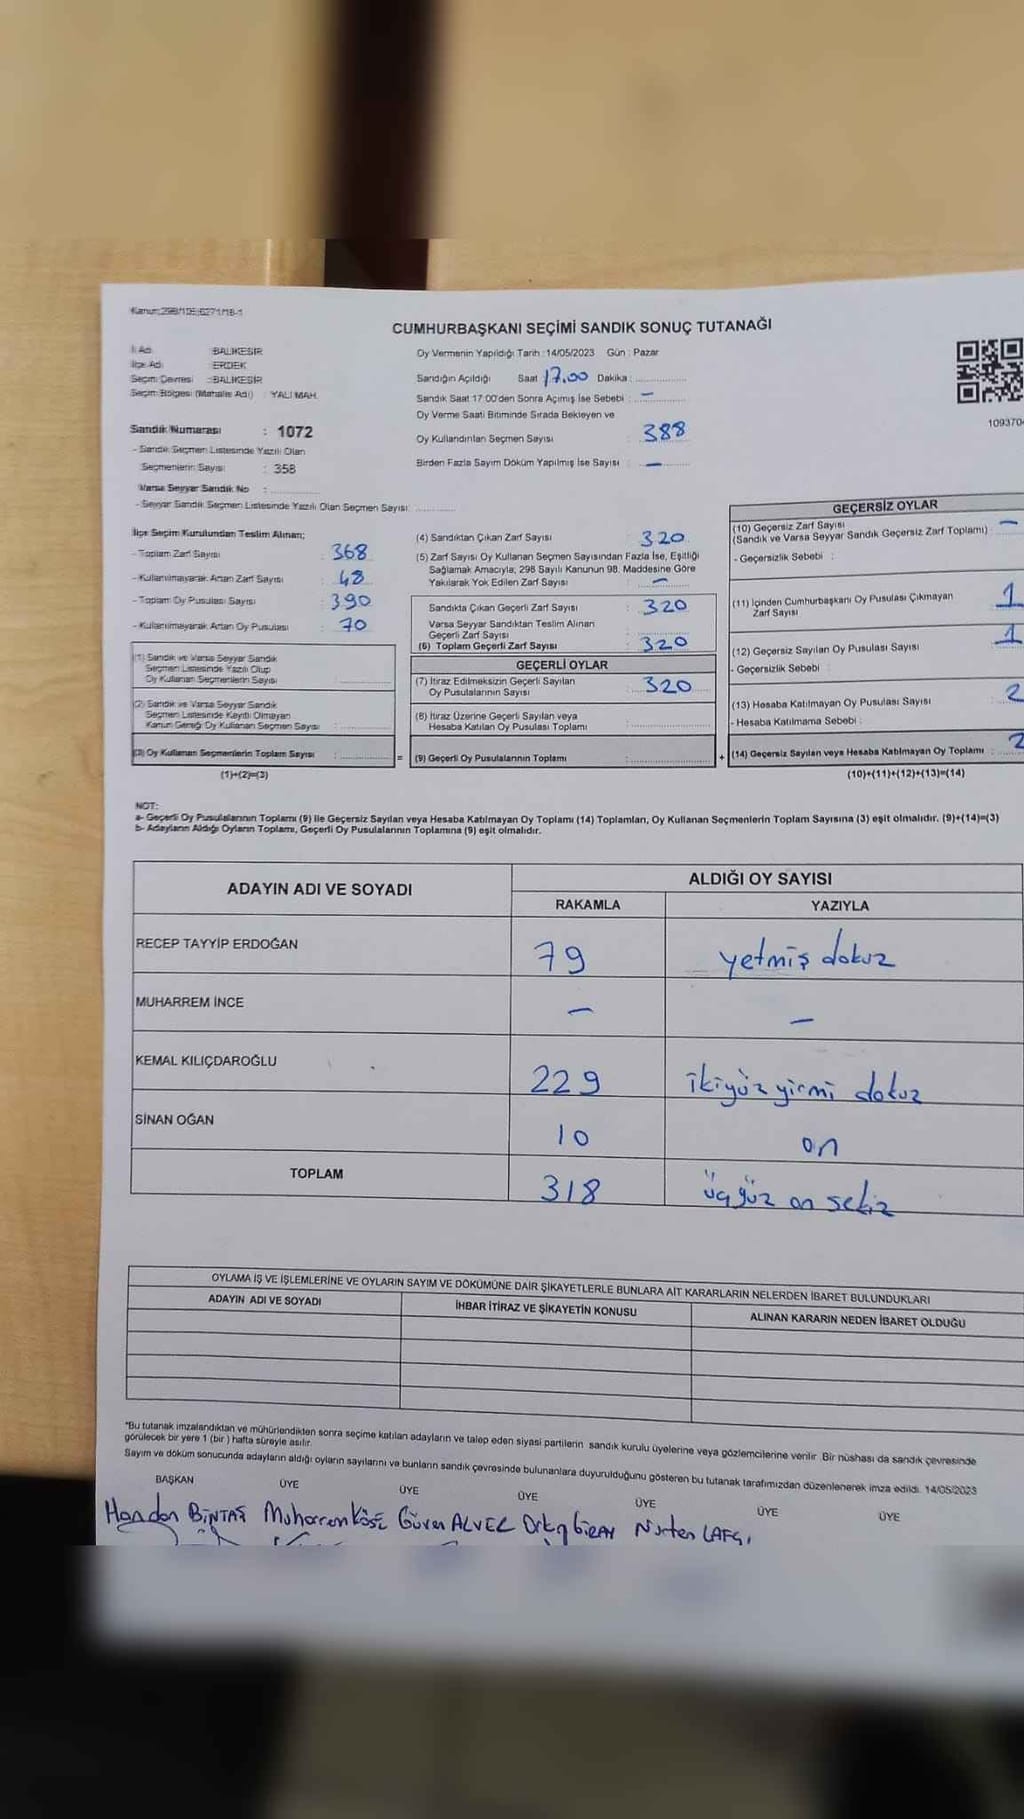 Kanun:298/105;6271/18-1
CUMHURBAŞKANI SEÇİMİ SANDIK SONUÇ TUTANAĞI
İl Adı : BALIKESİR
İlçe Adı : ERDEK
Seçim Çevresi : BALIKESİR
Seçim Bölgesi (Mahalle Adı) YALI MAH.
Oy Vermenin Yapıldığı Tarih :14/05/2023 Gün : Pazar
Sandığın Açıldığı Saat 17.00 Dakika :
Sandık Saat 17:00'den Sonra Açımış İse Sebebi : —
Oy Verme Saati Bitiminde Sırada Bekleyen ve
Oy Kullandırılan Seçmen Sayısı 388
Birden Fazla Sayım Döküm Yapılmış İse Sayısı —
109370
Sandık Numarası : 1072
- Sandık Seçmen Listesinde Yazılı Olan
Seçmenlerin Sayısı : 358
Varsa Seyyar Sandık No :
- Seyyar Sandık Seçmen Listesinde Yazılı Olan Seçmen Sayısı:
İlçe Seçim Kurulundan Teslim Alınan;
- Toplam Zarf Sayısı : 368
- Kullanılmayarak Artan Zarf Sayısı : 48
- Toplam Oy Pusulası Sayısı : 390
- Kullanılmayarak Artan Oy Pusulası : 70
(4) Sandıktan Çıkan Zarf Sayısı 320
(5) Zarf Sayısı Oy Kullanan Seçmen Sayısından Fazla İse, Eşitliği
Sağlamak Amacıyla; 298 Sayılı Kanunun 98. Maddesine Göre
Yakılarak Yok Edilen Zarf Sayısı : —
Sandıkta Çıkan Geçerli Zarf Sayısı : 320
Varsa Seyyar Sandıktan Teslim Alınan
Geçerli Zarf Sayısı
(6) Toplam Geçerli Zarf Sayısı : 320
GEÇERLİ OYLAR
(7) İtiraz Edilmeksizin Geçerli Sayılan
Oy Pusulalarının Sayısı : 320
(8) İtiraz Üzerine Geçerli Sayılan veya
Hesaba Katılan Oy Pusulası Toplamı :
(9) Geçerli Oy Pusulalarının Toplamı :
GEÇERSİZ OYLAR
(10) Geçersiz Zarf Sayısı —
(Sandık ve Varsa Seyyar Sandık Geçersiz Zarf Toplamı) :
- Geçersizlik Sebebi :
(11) İçinden Cumhurbaşkanı Oy Pusulası Çıkmayan
Zarf Sayısı 1
(12) Geçersiz Sayılan Oy Pusulası Sayısı 1
- Geçersizlik Sebebi :
(13) Hesaba Katılmayan Oy Pusulası Sayısı 2
- Hesaba Katılmama Sebebi :
(14) Geçersiz Sayılan veya Hesaba Katılmayan Oy Toplamı : 2
(10)+(11)+(12)+(13)=(14)
(1) Sandık ve Varsa Seyyar Sandık
Seçmen Listesinde Yazılı Olup
Oy Kullanan Seçmenlerin Sayısı :
(2) Sandık ve Varsa Seyyar Sandık
Seçmen Listesinde Kayıtlı Olmayan
Kanun Gereği Oy Kullanan Seçmen Sayısı :
(3) Oy Kullanan Seçmenlerin Toplam Sayısı :
(1)+(2)=(3)
= +
NOT:
a- Geçerli Oy Pusulalarının Toplamı (9) ile Geçersiz Sayılan veya Hesaba Katılmayan Oy Toplamı (14) Toplamları, Oy Kullanan Seçmenlerin Toplam Sayısına (3) eşit olmalıdır. (9)+(14)=(3)
b- Adayların Aldığı Oyların Toplamı, Geçerli Oy Pusulalarının Toplamına (9) eşit olmalıdır.
ADAYIN ADI VE SOYADI
ALDIĞI OY SAYISI
RAKAMLA YAZIYLA
RECEP TAYYİP ERDOĞAN 79 yetmiş dokuz
MUHARREM İNCE — —
KEMAL KILIÇDAROĞLU 229 ikiyüz yirmi dokuz
SİNAN OĞAN 10 on
TOPLAM 318 üçyüz on sekiz
OYLAMA İŞ VE İŞLEMLERİNE VE OYLARIN SAYIM VE DÖKÜMÜNE DAİR ŞİKAYETLERLE BUNLARA AİT KARARLARIN NELERDEN İBARET BULUNDUKLARI
ADAYIN ADI VE SOYADI İHBAR İTİRAZ VE ŞİKAYETİN KONUSU ALINAN KARARIN NEDEN İBARET OLDUĞU
*Bu tutanak imzalandıktan ve mühürlendikten sonra seçime katılan adayların ve talep eden siyasi partilerin sandık kurulu üyelerine veya gözlemcilerine verilir. Bir nüshası da sandık çevresinde
görülecek bir yere 1 (bir) hafta süreyle asılır.
Sayım ve döküm sonucunda adayların aldığı oyların sayılarını ve bunların sandık çevresinde bulunanlara duyurulduğunu gösteren bu tutanak tarafımızdan düzenlenerek imza edildi. 14/05/2023
BAŞKAN ÜYE ÜYE ÜYE ÜYE ÜYE ÜYE
Handan BİNTAŞ Muharrem KÖSE Güven ALVER GİRAY Nurten